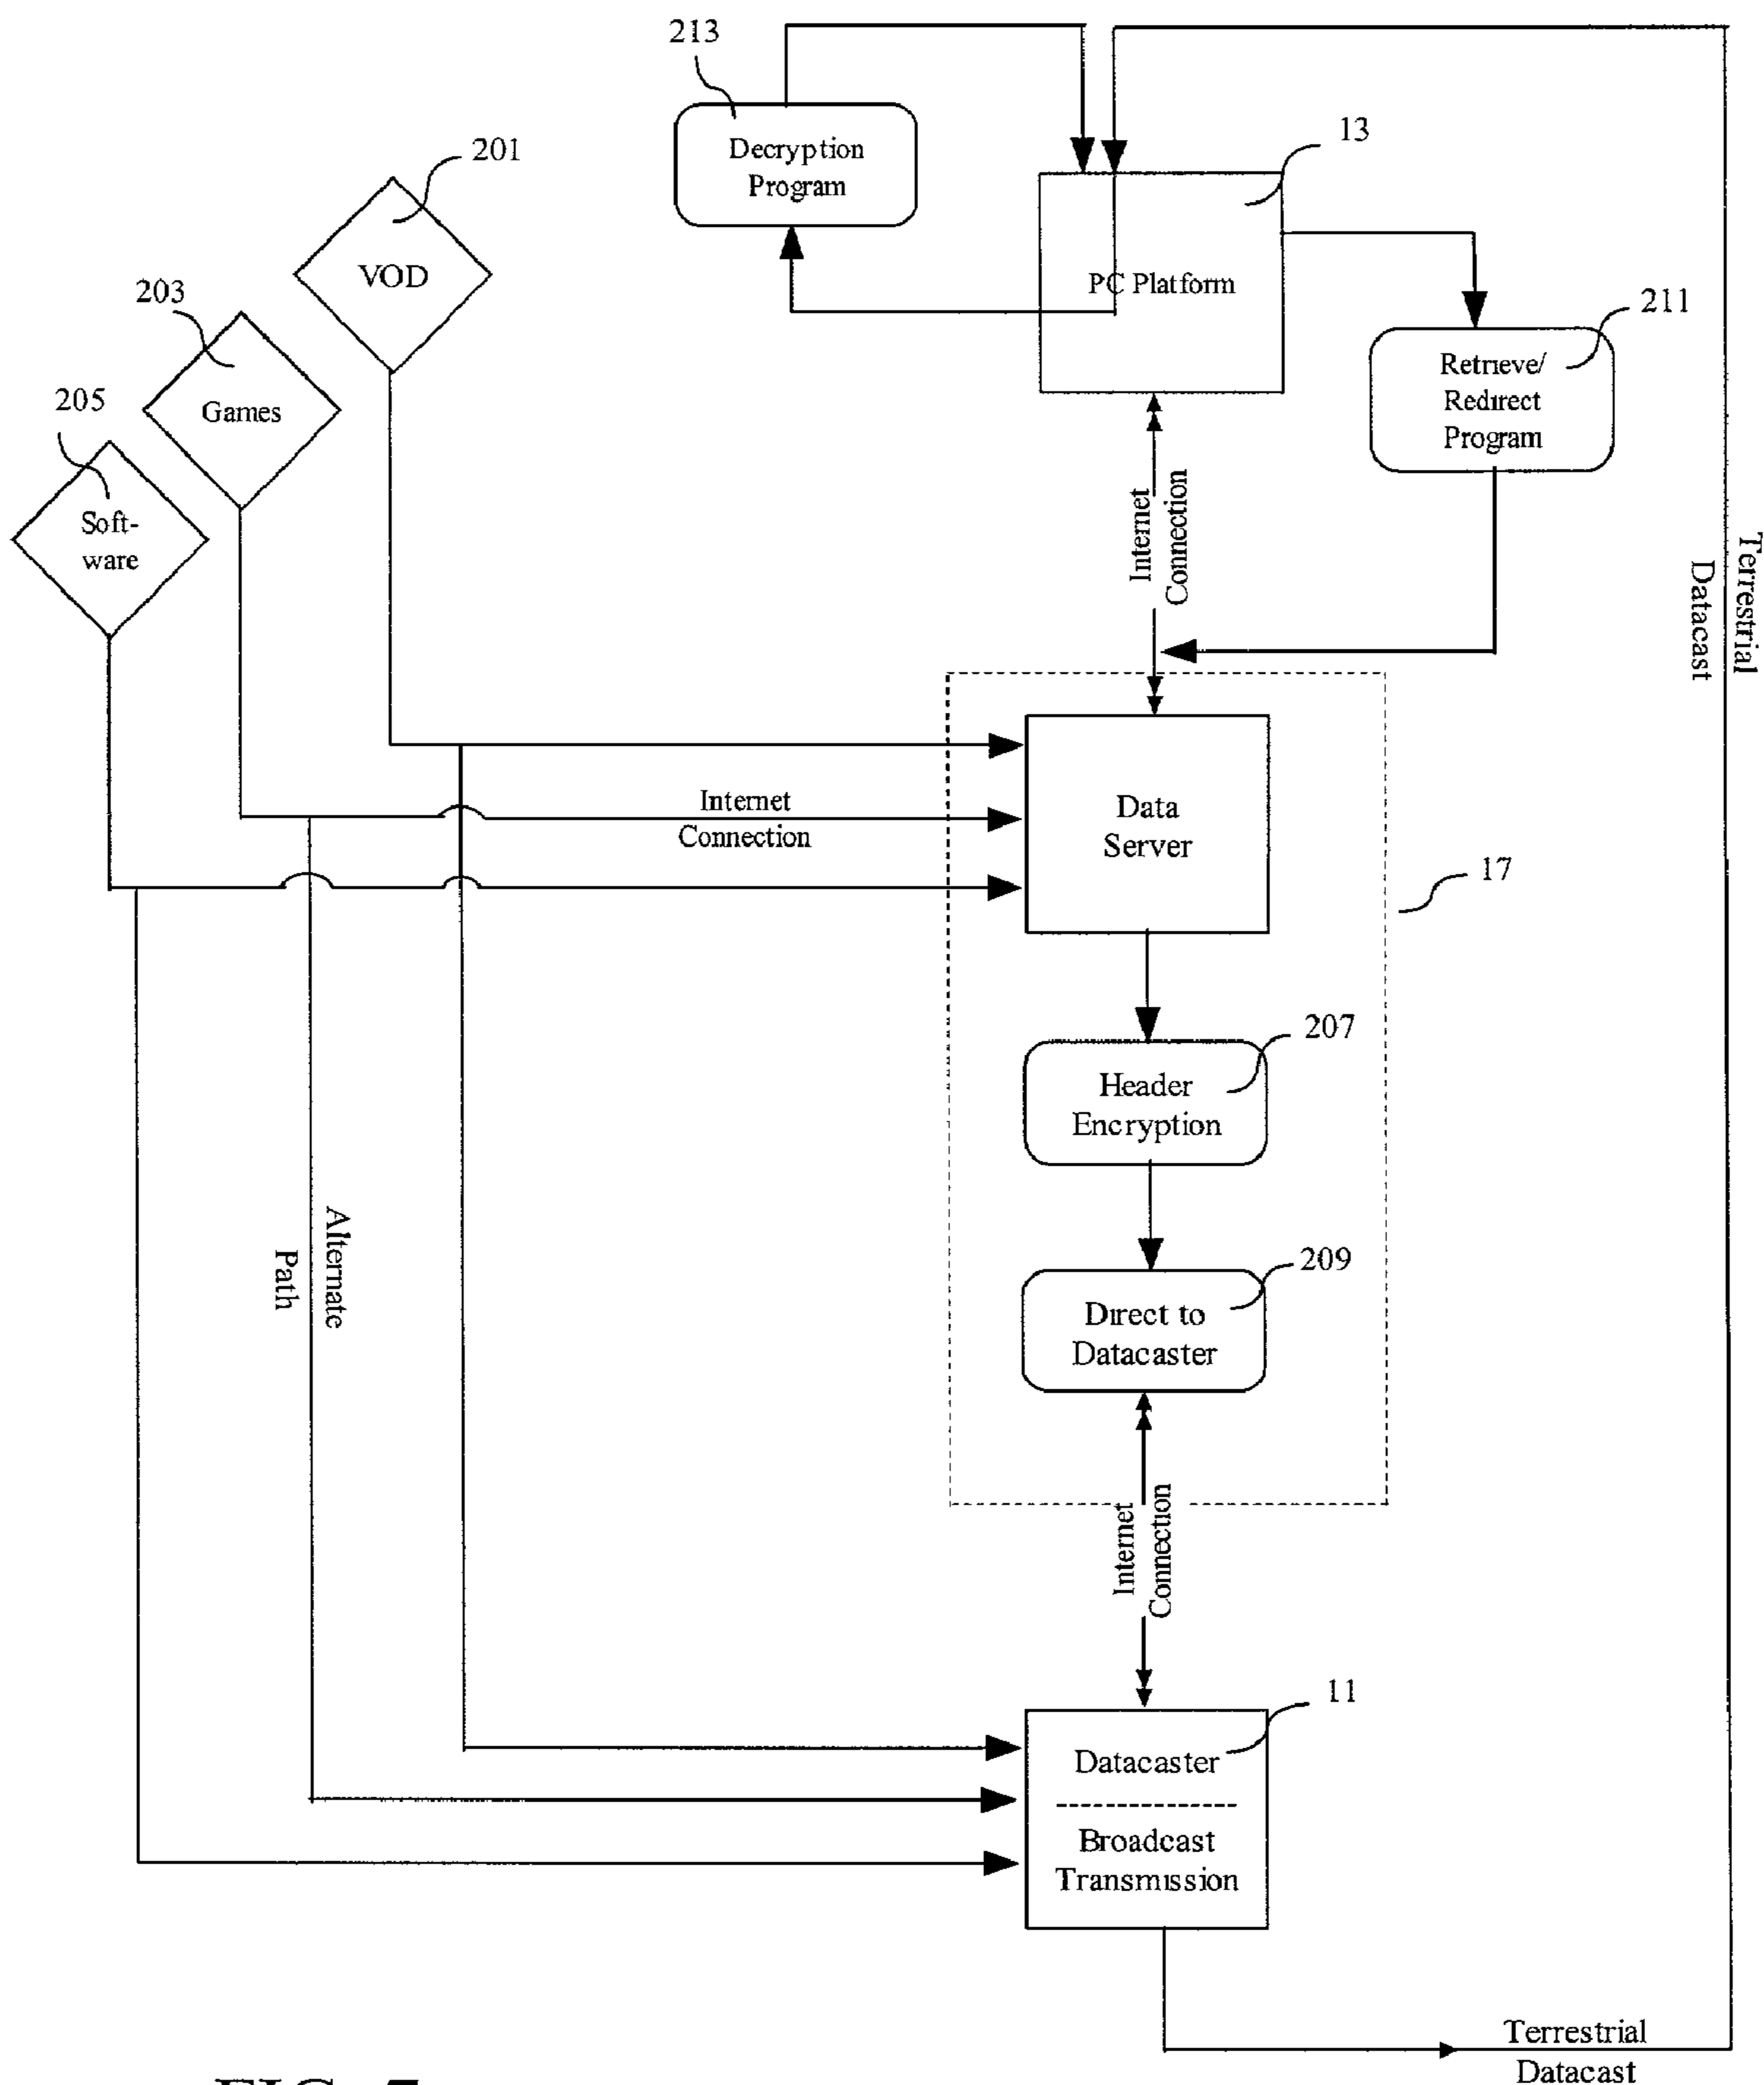 213
Decryption
Program
13
201
VOD
203
Games
205
Soft-
ware
PC Platform
211
Retrieve/
Redirect
Program
Internet
Connection
Terrestrial
Datacast
Internet
Connection
Data
Server
17
207
Header
Encryption
Alternate
Path
209
Direct to
Datacaster
Internet
Connection
11
Datacaster
Broadcast
Transmission
Terrestrial
Datacast